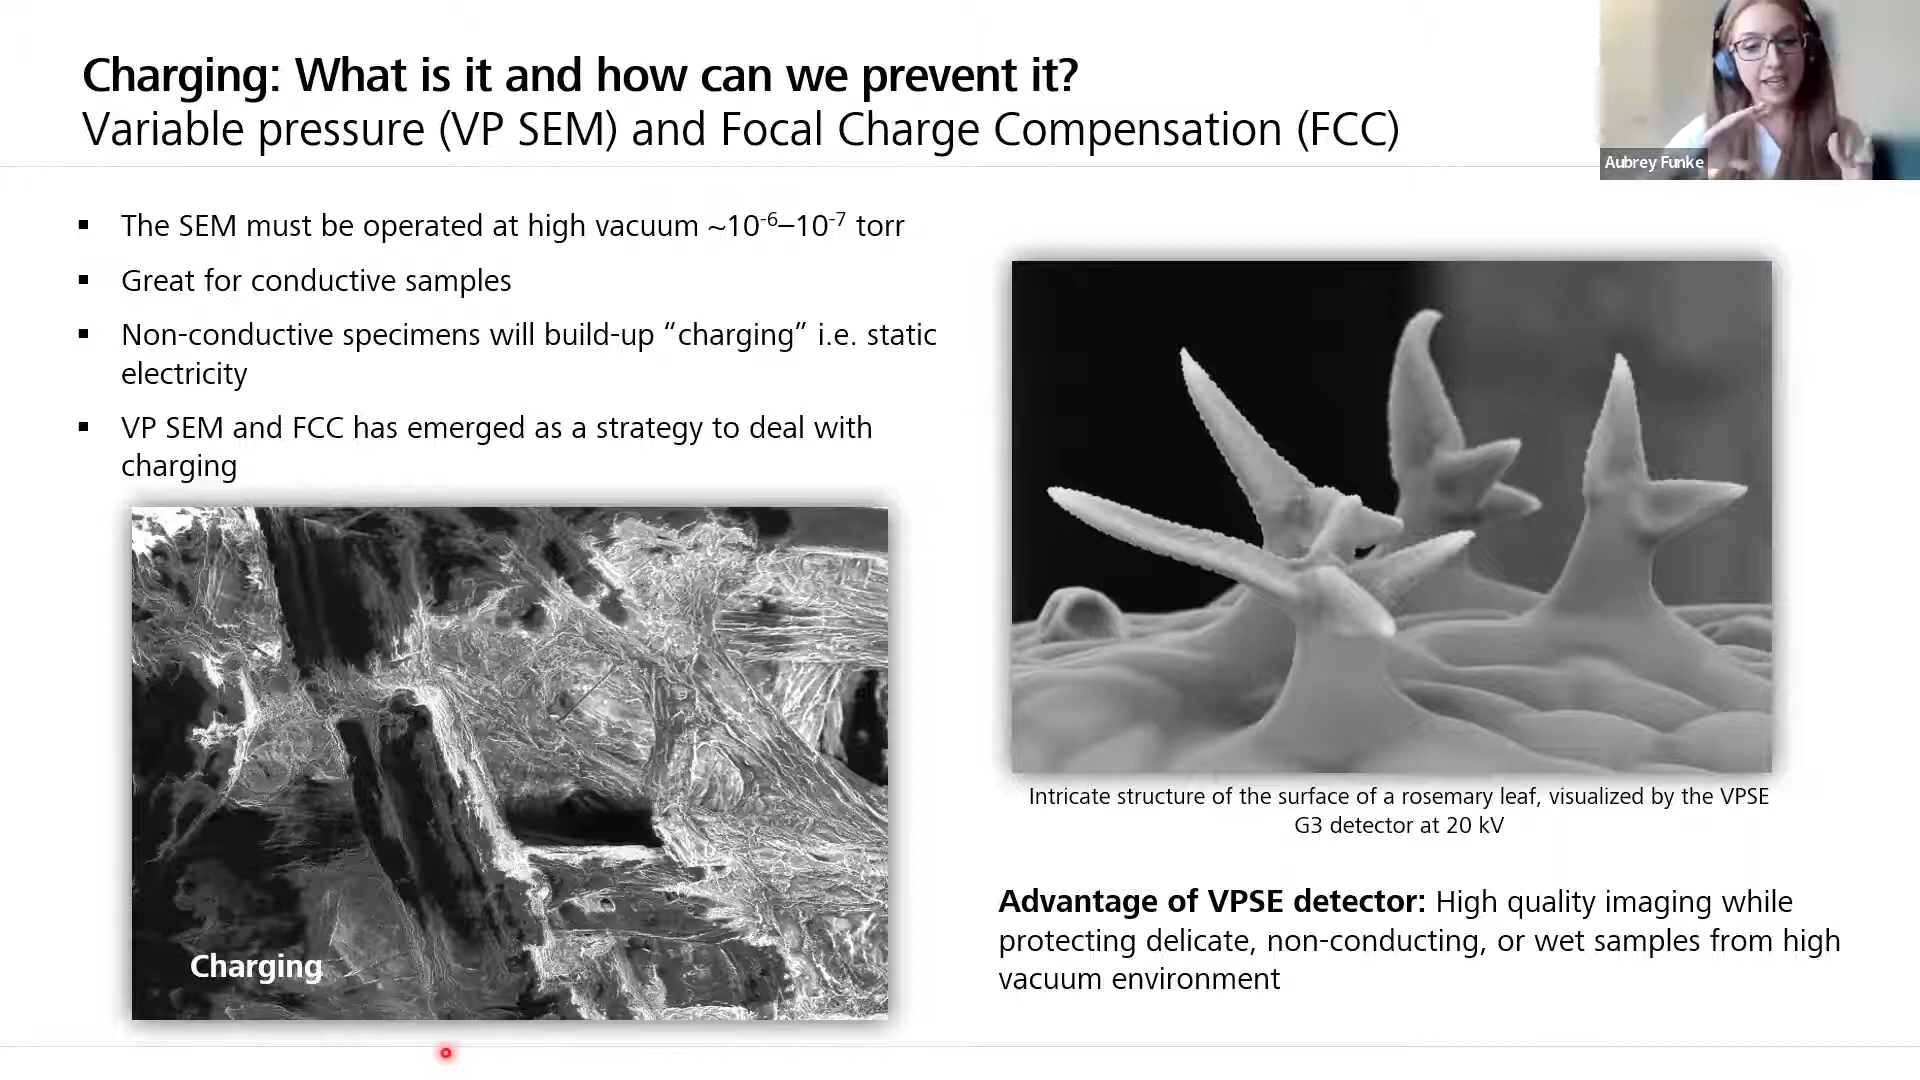 Charging: What is it and how can we prevent it?
Variable pressure (VP SEM) and Focal Charge Compensation (FCC)
Aubrey Funke
▪ The SEM must be operated at high vacuum ~10⁻⁶–10⁻⁷ torr
▪ Great for conductive samples
▪ Non-conductive specimens will build-up “charging” i.e. static
electricity
▪ VP SEM and FCC has emerged as a strategy to deal with
charging
Charging
Intricate structure of the surface of a rosemary leaf, visualized by the VPSE
G3 detector at 20 kV
Advantage of VPSE detector: High quality imaging while
protecting delicate, non-conducting, or wet samples from high
vacuum environment